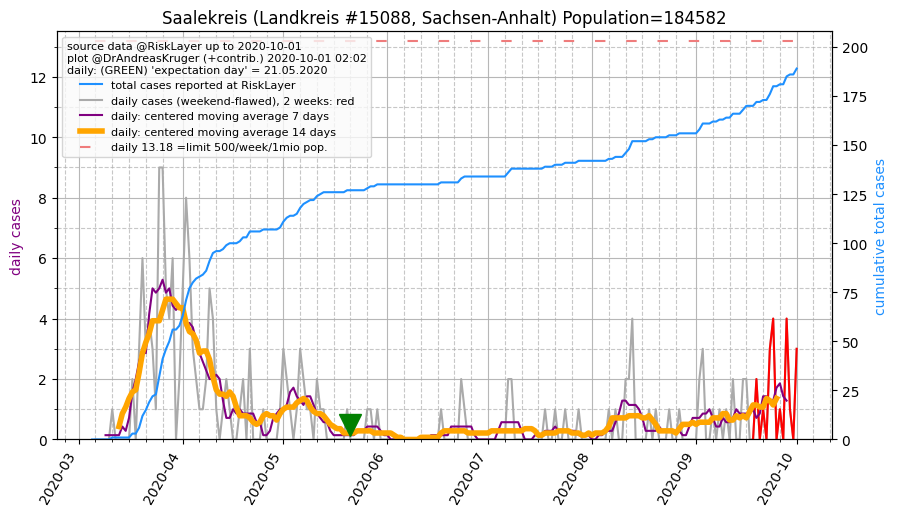 Saalekreis (Landkreis #15088, Sachsen-Anhalt) Population=184582
source data @RiskLayer up to 2020-10-01
plot @DrAndreasKruger (+contrib.) 2020-10-01 02:02
daily: (GREEN) 'expectation day' = 21.05.2020
total cases reported at RiskLayer
daily cases (weekend-flawed), 2 weeks: red
daily: centered moving average 7 days
daily: centered moving average 14 days
daily 13.18 =limit 500/week/1mio pop.
daily cases
12
10
8
6
4
2
0
200
175
150
125
100
75
50
25
0
cumulative total cases
2020-03
2020-04
2020-05
2020-06
2020-07
2020-08
2020-09
2020-10